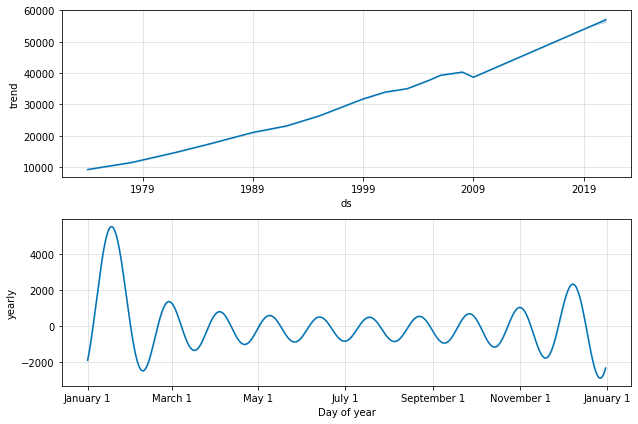 60000
50000
40000
30000
20000
10000
trend
1979 1989 1999 2009 2019
ds
4000
2000
0
−2000
yearly
January 1 March 1 May 1 July 1 September 1 November 1 January 1
Day of year